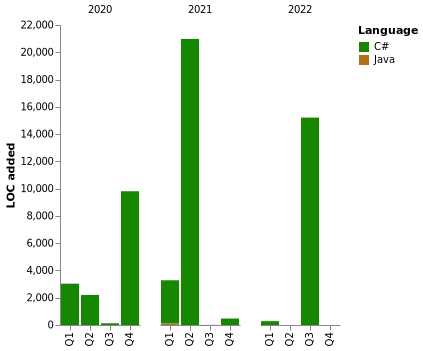 2020 2021 2022
Language
C#
Java
LOC added
22,000
20,000
18,000
16,000
14,000
12,000
10,000
8,000
6,000
4,000
2,000
0
Q1 Q2 Q3 Q4 Q1 Q2 Q3 Q4 Q1 Q2 Q3 Q4